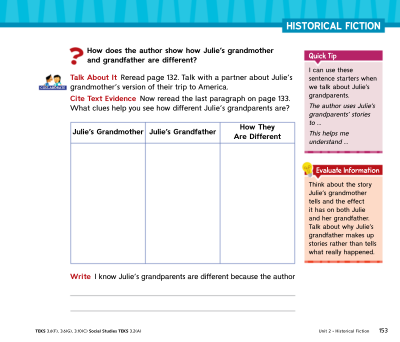 HISTORICAL FICTION
? How does the author show how Julie's grandmother
and grandfather are different?
Talk About It Reread page 132. Talk with a partner about Julie's
grandmother's version of their trip to America.
Cite Text Evidence Now reread the last paragraph on page 133.
What clues help you see how different Julie's grandparents are?
Julie's Grandmother
Julie's Grandfather
How They
Are Different
Write I know Julie's grandparents are different because the author
Quick Tip
I can use these
sentence starters when
we talk about Julie's
grandparents.
The author uses Julie's
grandparents' stories
to ...
This helps me
understand ...
Evaluate Information
Think about the story
Julie's grandmother
tells and the effect
it has on both Julie
and her grandfather.
Talk about why Julie's
grandfather makes up
stories rather than tells
what really happened.
TEKS 3.6(F), 3.6(G), 3.10(C) Social Studies TEKS 3.2(A)
Unit 2 • Historical Fiction 153